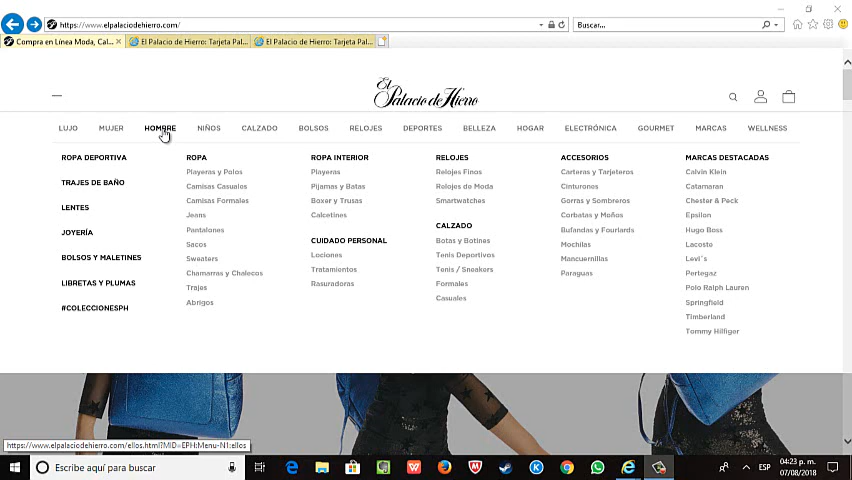 https://www.elpalaciodehierro.com/
Buscar...
Compra en Línea Moda, Cal...
El Palacio de Hierro: Tarjeta Pal...
El Palacio de Hierro: Tarjeta Pal...
El Palacio de Hierro
LUJO MUJER HOMBRE NIÑOS CALZADO BOLSOS RELOJES DEPORTES BELLEZA HOGAR ELECTRÓNICA GOURMET MARCAS WELLNESS
ROPA DEPORTIVA
TRAJES DE BAÑO
LENTES
JOYERÍA
BOLSOS Y MALETINES
LIBRETAS Y PLUMAS
#COLECCIONESPH
ROPA
Playeras y Polos
Camisas Casuales
Camisas Formales
Jeans
Pantalones
Sacos
Sweaters
Chamarras y Chalecos
Trajes
Abrigos
ROPA INTERIOR
Playeras
Pijamas y Batas
Boxer y Trusas
Calcetines
CUIDADO PERSONAL
Lociones
Tratamientos
Rasuradoras
RELOJES
Relojes Finos
Relojes de Moda
Smartwatches
CALZADO
Botas y Botines
Tenis Deportivos
Tenis / Sneakers
Formales
Casuales
ACCESORIOS
Carteras y Tarjeteros
Cinturones
Gorras y Sombreros
Corbatas y Moños
Bufandas y Foulards
Mochilas
Mancuernillas
Paraguas
MARCAS DESTACADAS
Calvin Klein
Catamaran
Chester & Peck
Epsilon
Hugo Boss
Lacoste
Levi´s
Pertegaz
Polo Ralph Lauren
Springfield
Timberland
Tommy Hilfiger
https://www.elpalaciodehierro.com/ellos.html?MID=EPH:Menu-N1:ellos
Escribe aquí para buscar
ESP
04:23 p. m.
07/08/2018